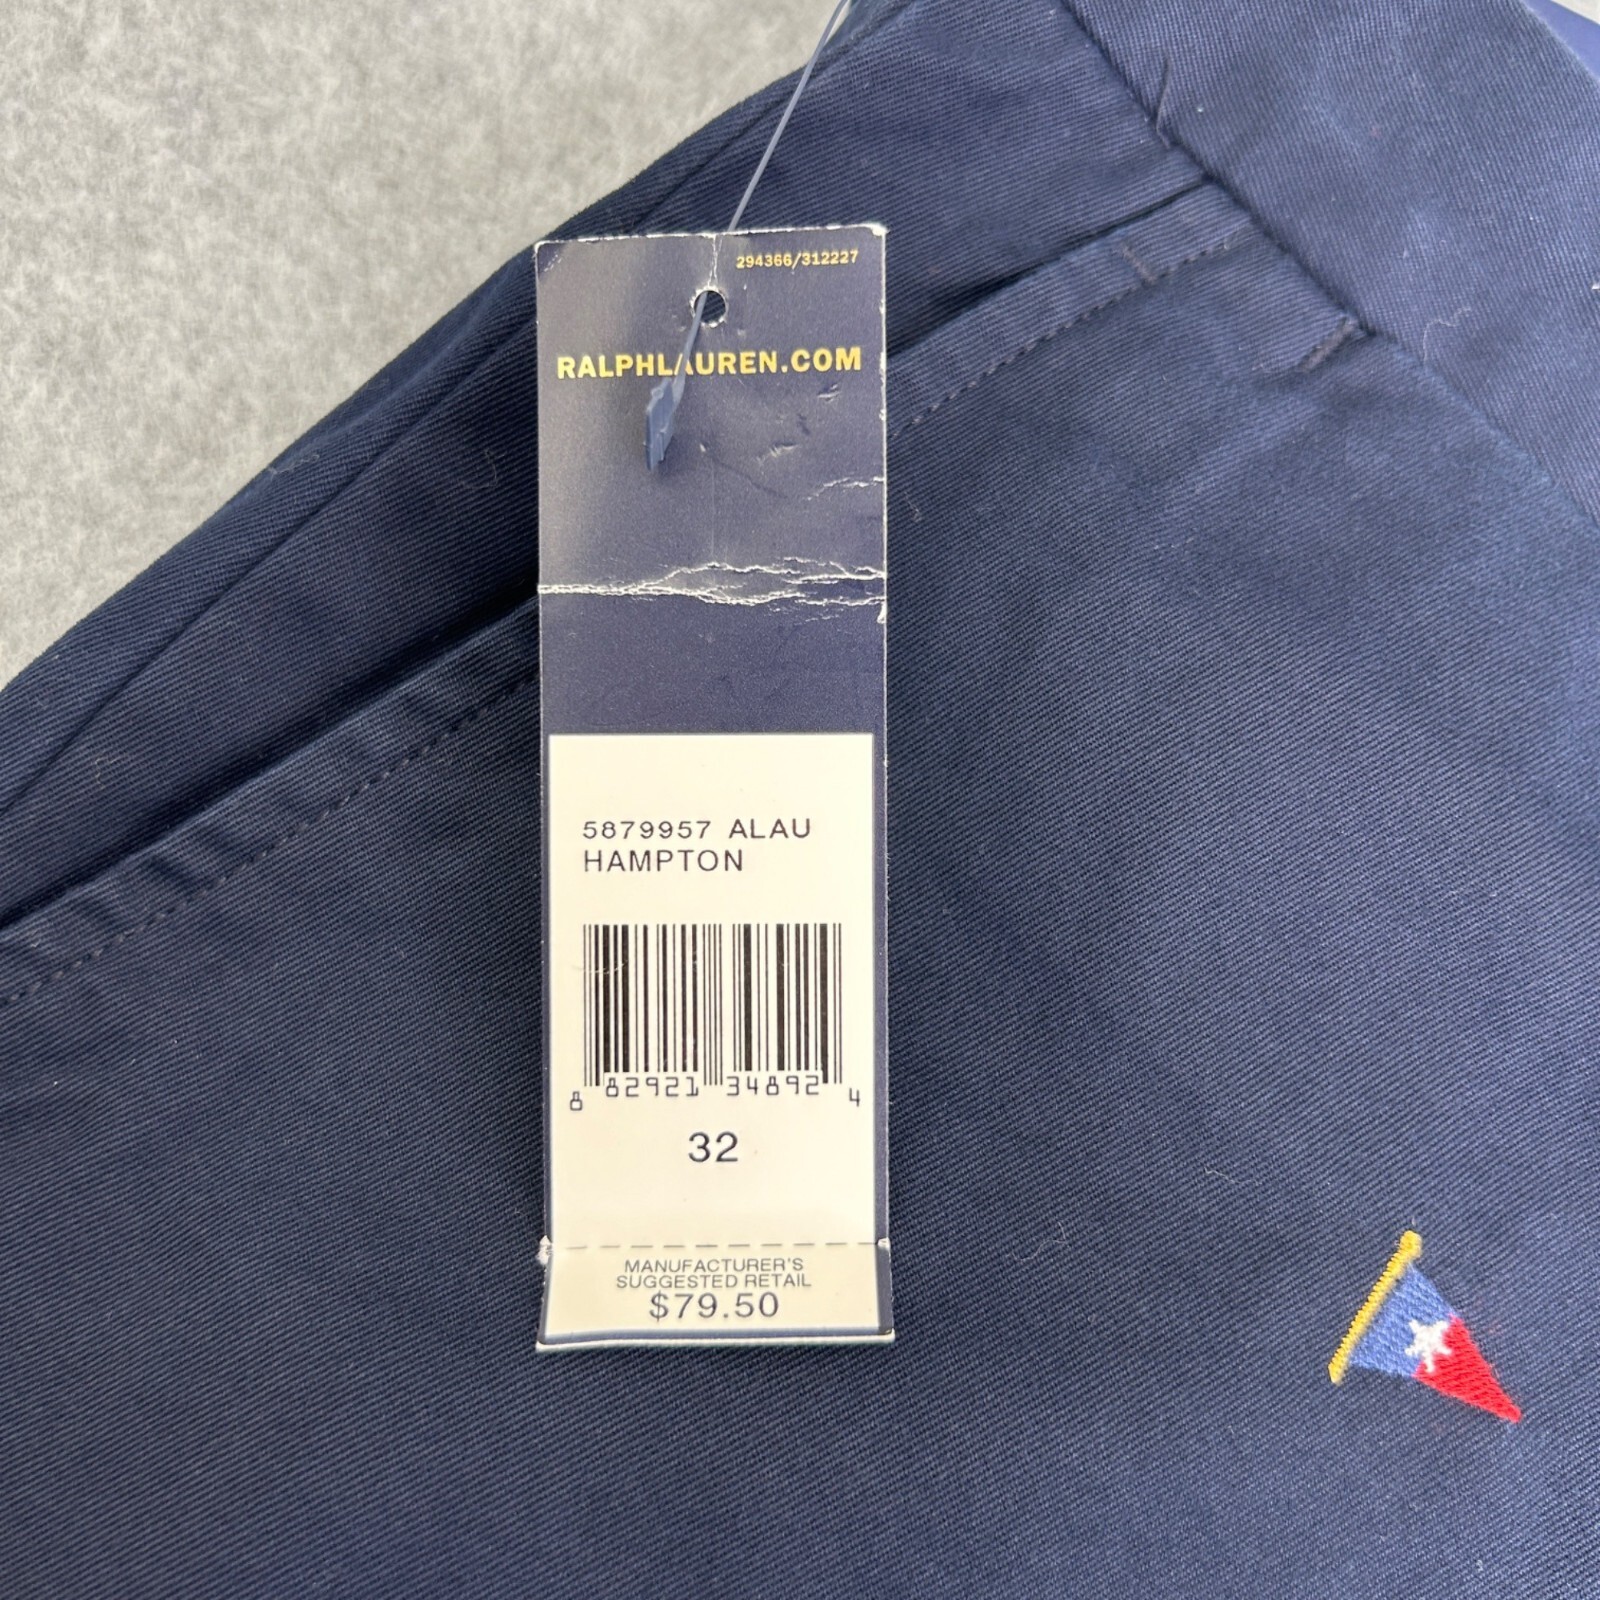 294366/312227
RALPHLAUREN.COM
5879957 ALAU
HAMPTON
8 82921 34892 4
32
MANUFACTURER'S
SUGGESTED RETAIL
$79.50